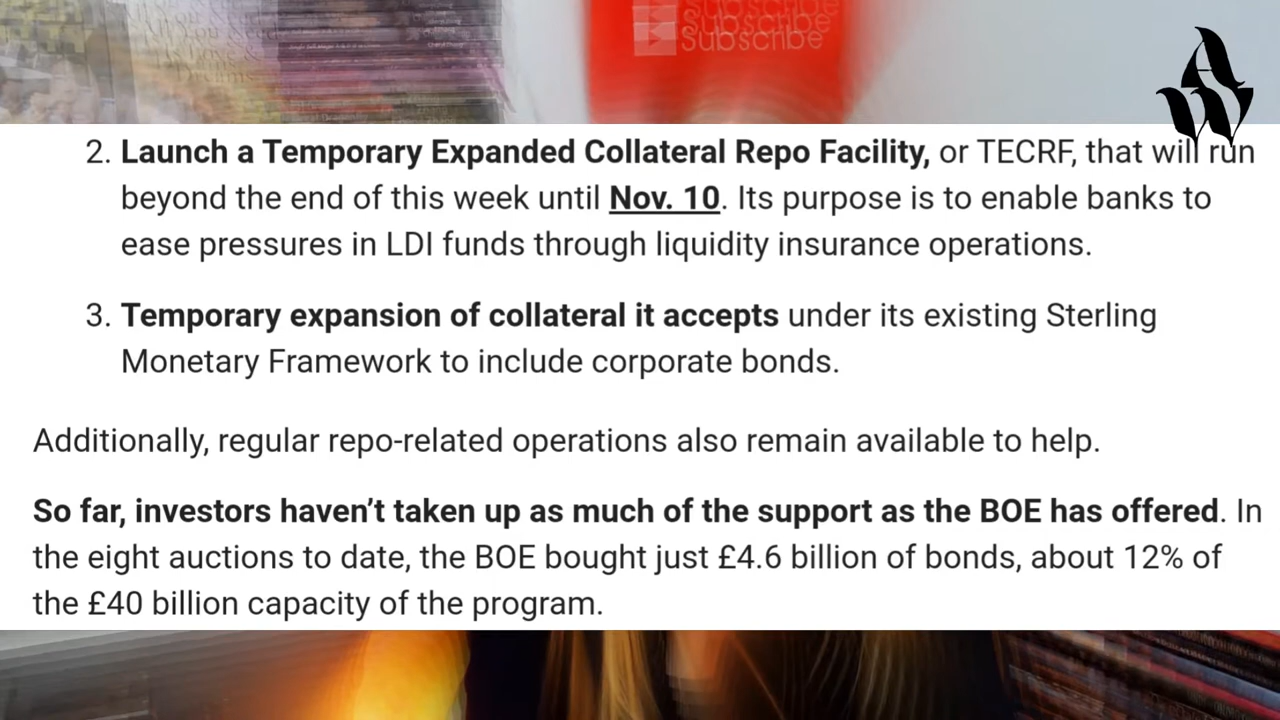 Subscribe
Subscribe
2. Launch a Temporary Expanded Collateral Repo Facility, or TECRF, that will run
beyond the end of this week until Nov. 10. Its purpose is to enable banks to
ease pressures in LDI funds through liquidity insurance operations.
3. Temporary expansion of collateral it accepts under its existing Sterling
Monetary Framework to include corporate bonds.
Additionally, regular repo-related operations also remain available to help.
So far, investors haven’t taken up as much of the support as the BOE has offered. In
the eight auctions to date, the BOE bought just £4.6 billion of bonds, about 12% of
the £40 billion capacity of the program.